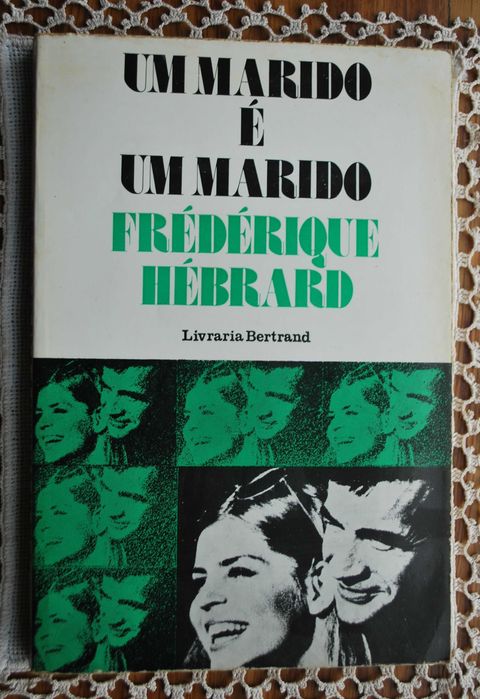 UM MARIDO
É
UM MARIDO
FRÉDÉRIQUE
HÉBRARD
Livraria Bertrand